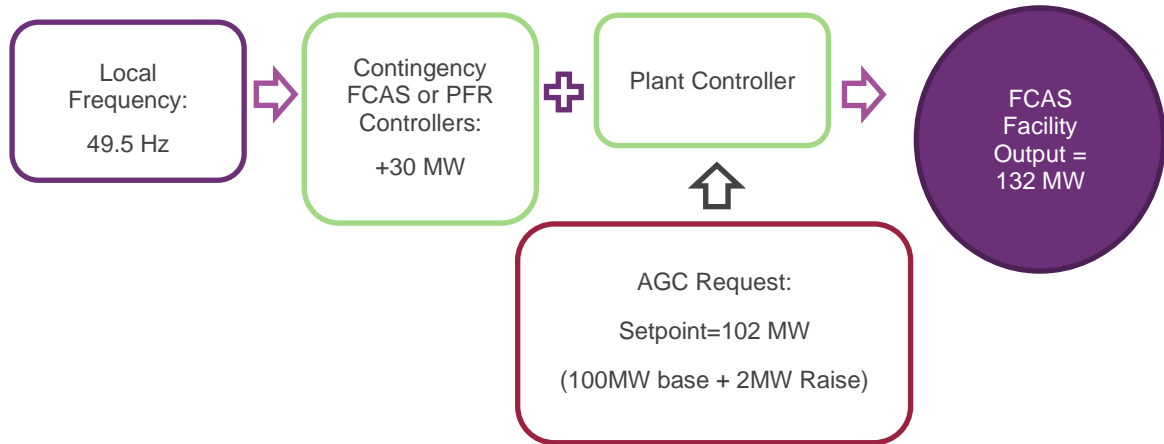 Local
Frequency:
49.5 Hz
Contingency
FCAS or PFR
Controllers:
+30 MW
Plant Controller
FCAS
Facility
Output =
132 MW
AGC Request:
Setpoint=102 MW
(100MW base + 2MW Raise)